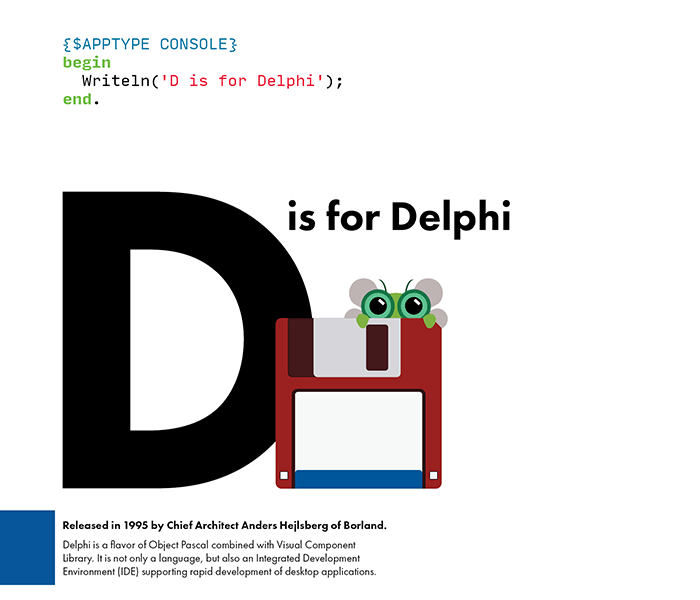 {$APPTYPE CONSOLE}
begin
  Writeln('D is for Delphi');
end.
D is for Delphi
Released in 1995 by Chief Architect Anders Hejlsberg of Borland.
Delphi is a flavor of Object Pascal combined with Visual Component
Library. It is not only a language, but also an Integrated Development
Environment (IDE) supporting rapid development of desktop applications.